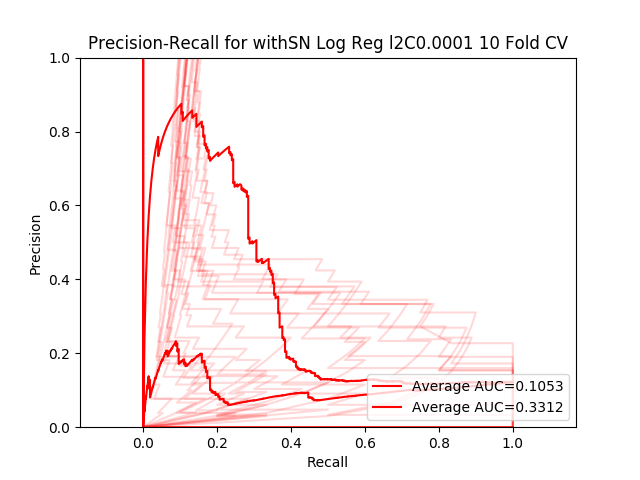 Precision-Recall for withSN Log Reg l2C0.0001 10 Fold CV
1.0
0.8
0.6
0.4
0.2
0.0
Precision
0.0 0.2 0.4 0.6 0.8 1.0
Recall
Average AUC=0.1053
Average AUC=0.3312